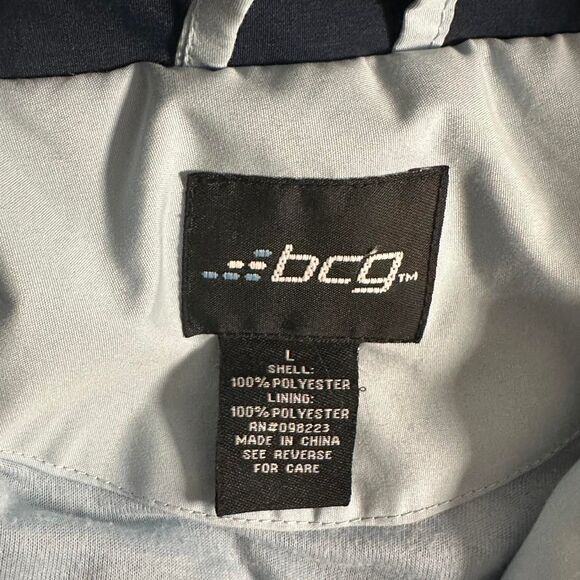 bcg™
L
SHELL:
100% POLYESTER
LINING:
100% POLYESTER
RN#098223
MADE IN CHINA
SEE REVERSE
FOR CARE